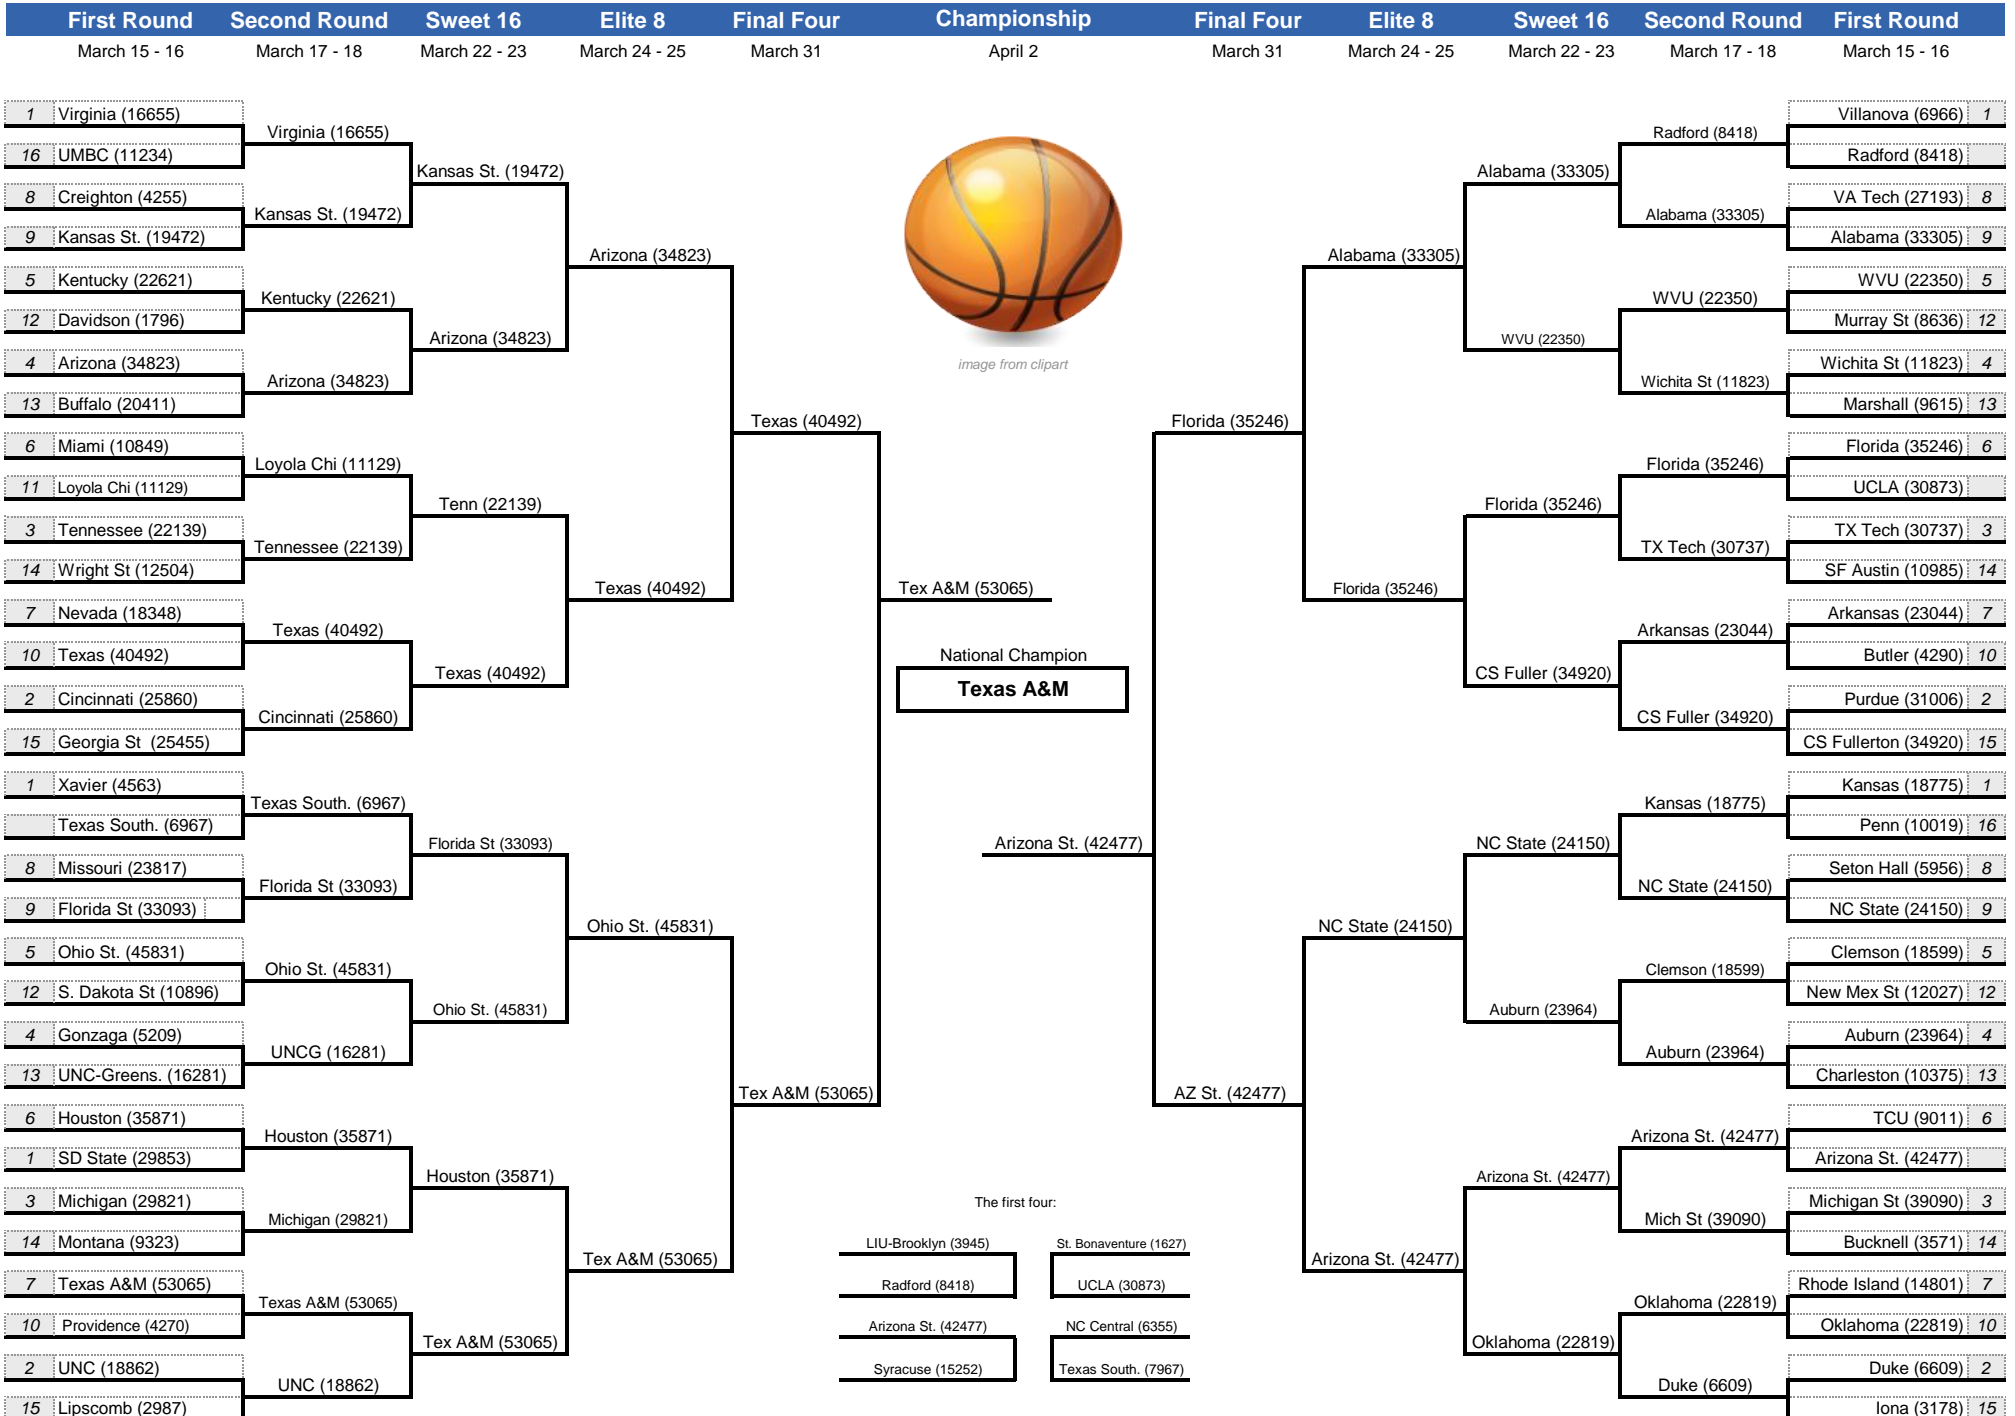 First Round Second Round Sweet 16 Elite 8 Final Four Championship Final Four Elite 8 Sweet 16 Second Round First Round
March 15 - 16 March 17 - 18 March 22 - 23 March 24 - 25 March 31 April 2 March 31 March 24 - 25 March 22 - 23 March 17 - 18 March 15 - 16
1 Virginia (16655)
16 UMBC (11234)
8 Creighton (4255)
9 Kansas St. (19472)
5 Kentucky (22621)
12 Davidson (1796)
4 Arizona (34823)
13 Buffalo (20411)
6 Miami (10849)
11 Loyola Chi (11129)
3 Tennessee (22139)
14 Wright St (12504)
7 Nevada (18348)
10 Texas (40492)
2 Cincinnati (25860)
15 Georgia St (25455)
1 Xavier (4563)
Texas South. (6967)
8 Missouri (23817)
9 Florida St (33093)
5 Ohio St. (45831)
12 S. Dakota St (10896)
4 Gonzaga (5209)
13 UNC-Greens. (16281)
6 Houston (35871)
1 SD State (29853)
3 Michigan (29821)
14 Montana (9323)
7 Texas A&M (53065)
10 Providence (4270)
2 UNC (18862)
15 Lipscomb (2987)
Virginia (16655)
Kansas St. (19472)
Kentucky (22621)
Arizona (34823)
Loyola Chi (11129)
Tennessee (22139)
Texas (40492)
Cincinnati (25860)
Texas South. (6967)
Florida St (33093)
Ohio St. (45831)
UNCG (16281)
Houston (35871)
Michigan (29821)
Texas A&M (53065)
UNC (18862)
Kansas St. (19472)
Arizona (34823)
Tenn (22139)
Texas (40492)
Florida St (33093)
Ohio St. (45831)
Houston (35871)
Tex A&M (53065)
Arizona (34823)
Texas (40492)
Ohio St. (45831)
Tex A&M (53065)
Texas (40492)
Tex A&M (53065)
image from clipart
Tex A&M (53065)
National Champion
Texas A&M
Arizona St. (42477)
The first four:
LIU-Brooklyn (3945)
Radford (8418)
Arizona St. (42477)
Syracuse (15252)
St. Bonaventure (1627)
UCLA (30873)
NC Central (6355)
Texas South. (7967)
Florida (35246)
AZ St. (42477)
Alabama (33305)
Florida (35246)
NC State (24150)
Arizona St. (42477)
Alabama (33305)
WVU (22350)
Florida (35246)
CS Fuller (34920)
NC State (24150)
Auburn (23964)
Arizona St. (42477)
Oklahoma (22819)
Radford (8418)
Alabama (33305)
WVU (22350)
Wichita St (11823)
Florida (35246)
TX Tech (30737)
Arkansas (23044)
CS Fuller (34920)
Kansas (18775)
NC State (24150)
Clemson (18599)
Auburn (23964)
Arizona St. (42477)
Mich St (39090)
Oklahoma (22819)
Duke (6609)
Villanova (6966) 1
Radford (8418)
VA Tech (27193) 8
Alabama (33305) 9
WVU (22350) 5
Murray St (8636) 12
Wichita St (11823) 4
Marshall (9615) 13
Florida (35246) 6
UCLA (30873)
TX Tech (30737) 3
SF Austin (10985) 14
Arkansas (23044) 7
Butler (4290) 10
Purdue (31006) 2
CS Fullerton (34920) 15
Kansas (18775) 1
Penn (10019) 16
Seton Hall (5956) 8
NC State (24150) 9
Clemson (18599) 5
New Mex St (12027) 12
Auburn (23964) 4
Charleston (10375) 13
TCU (9011) 6
Arizona St. (42477)
Michigan St (39090) 3
Bucknell (3571) 14
Rhode Island (14801) 7
Oklahoma (22819) 10
Duke (6609) 2
Iona (3178) 15